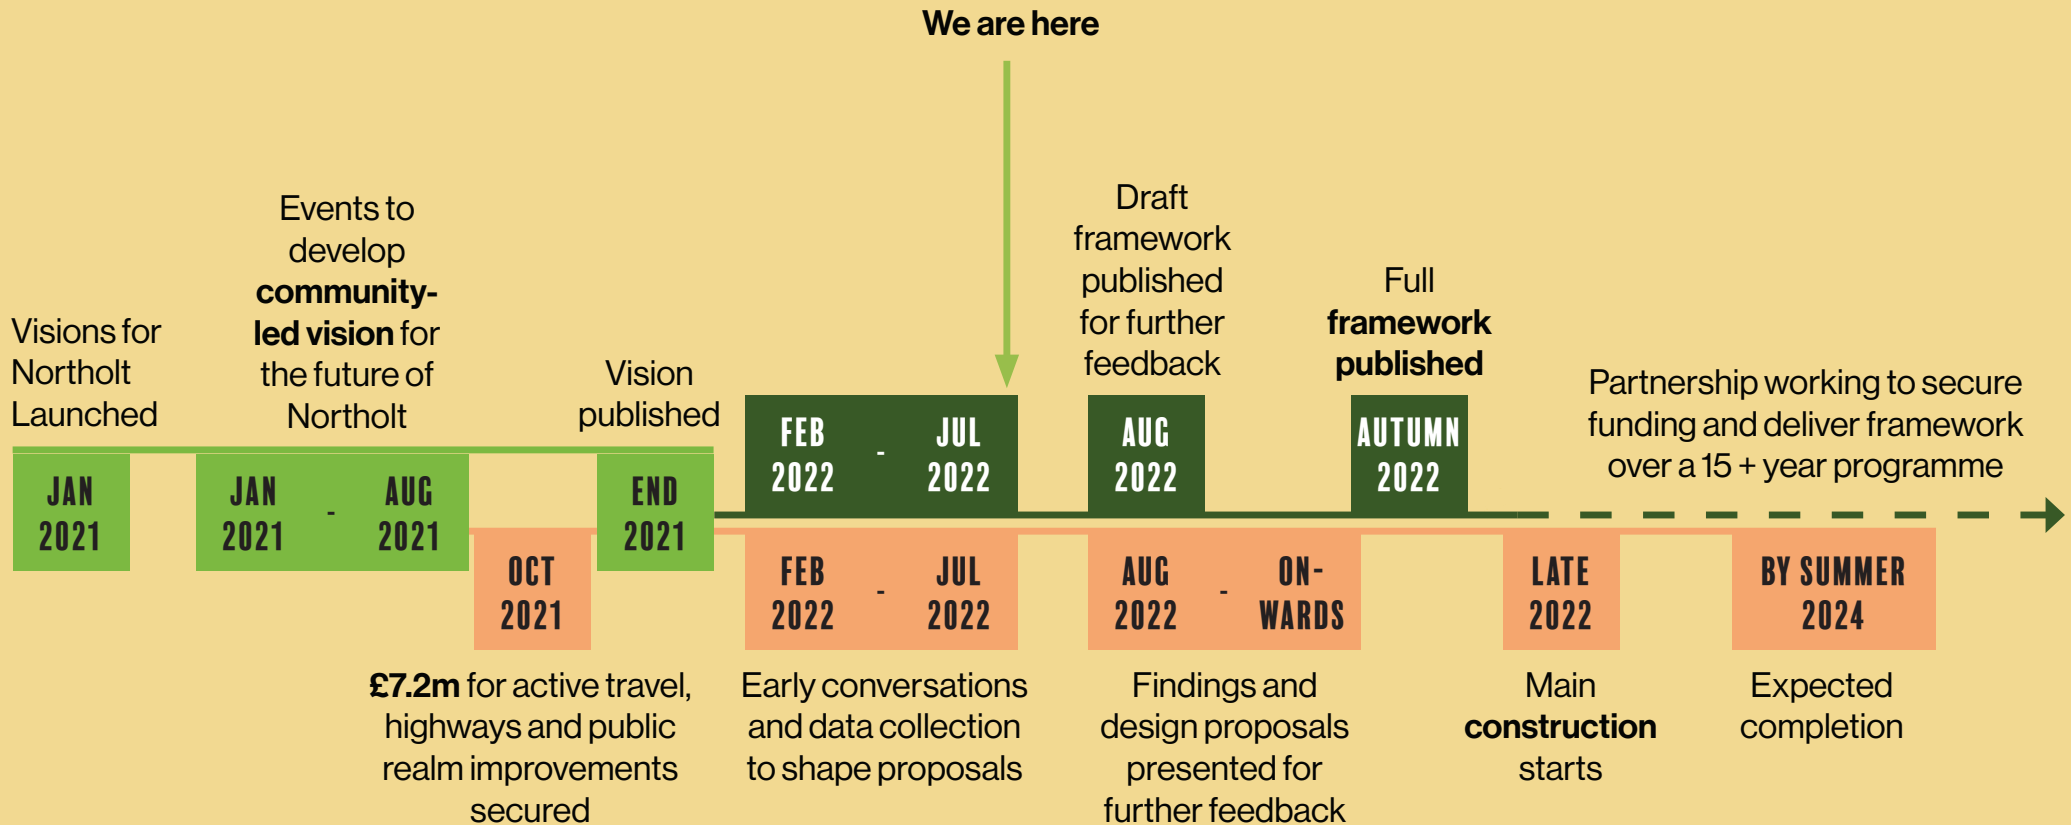 We are here
Visions for
Northolt
Launched
Events to
develop
community-
led vision for
the future of
Northolt
Vision
published
Draft
framework
published
for further
feedback
Full
framework
published
Partnership working to secure
funding and deliver framework
over a 15 + year programme
JAN
2021
JAN - AUG
2021 2021
END
2021
FEB - JUL
2022 2022
AUG
2022
AUTUMN
2022
OCT
2021
FEB - JUL
2022 2022
AUG - ON-
2022 WARDS
LATE
2022
BY SUMMER
2024
£7.2m for active travel,
highways and public
realm improvements
secured
Early conversations
and data collection
to shape proposals
Findings and
design proposals
presented for
further feedback
Main
construction
starts
Expected
completion